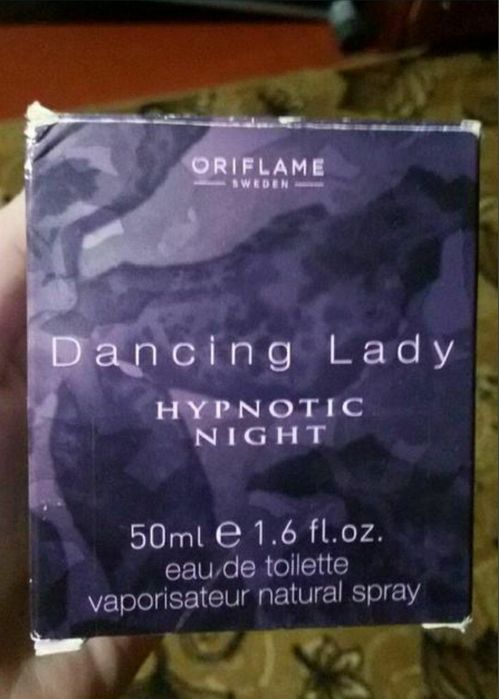 ORIFLAME
SWEDEN
Dancing Lady
HYPNOTIC
NIGHT
50ml ℮ 1.6 fl.oz.
eau de toilette
vaporisateur natural spray